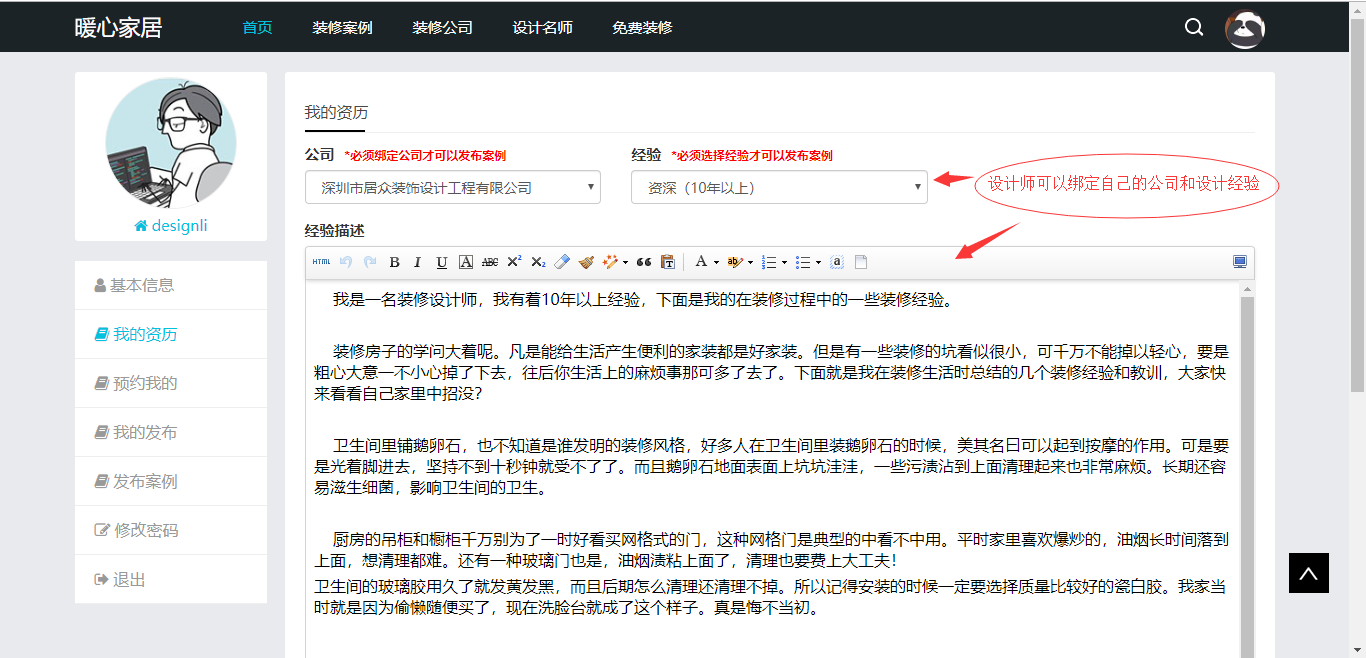 暖心家居 首页 装修案例 装修公司 设计名师 免费装修
designli
基本信息
我的资历
预约我的
我的发布
发布案例
修改密码
退出
我的资历
公司 *必须绑定公司才可以发布案例 经验 *必须选择经验才可以发布案例
深圳市居众装饰设计工程有限公司 资深（10年以上）
设计师可以绑定自己的公司和设计经验
经验描述
HTML B I U A ABC X² X₂ T A ab a
我是一名装修设计师，我有着10年以上经验，下面是我的在装修过程中的一些装修经验。
装修房子的学问大着呢。凡是能给生活产生便利的家装都是好家装。但是有一些装修的坑看似很小，可千万不能掉以轻心，要是
粗心大意一不小心掉了下去，往后你生活上的麻烦事那可多了去了。下面就是我在装修生活时总结的几个装修经验和教训，大家快
来看看自己家里中招没？
卫生间里铺鹅卵石，也不知道是谁发明的装修风格，好多人在卫生间里装鹅卵石的时候，美其名曰可以起到按摩的作用。可是要
是光着脚进去，坚持不到十秒钟就受不了了。而且鹅卵石地面表面上坑坑洼洼，一些污渍沾到上面清理起来也非常麻烦。长期还容
易滋生细菌，影响卫生间的卫生。
厨房的吊柜和橱柜千万别为了一时好看买网格式的门，这种网格门是典型的中看不中用。平时家里喜欢爆炒的，油烟长时间落到
上面，想清理都难。还有一种玻璃门也是，油烟渍粘上面了，清理也要费上大工夫！
卫生间的玻璃胶用久了就发黄发黑，而且后期怎么清理还清理不掉。所以记得安装的时候一定要选择质量比较好的瓷白胶。我家当
时就是因为偷懒随便买了，现在洗脸台就成了这个样子。真是悔不当初。